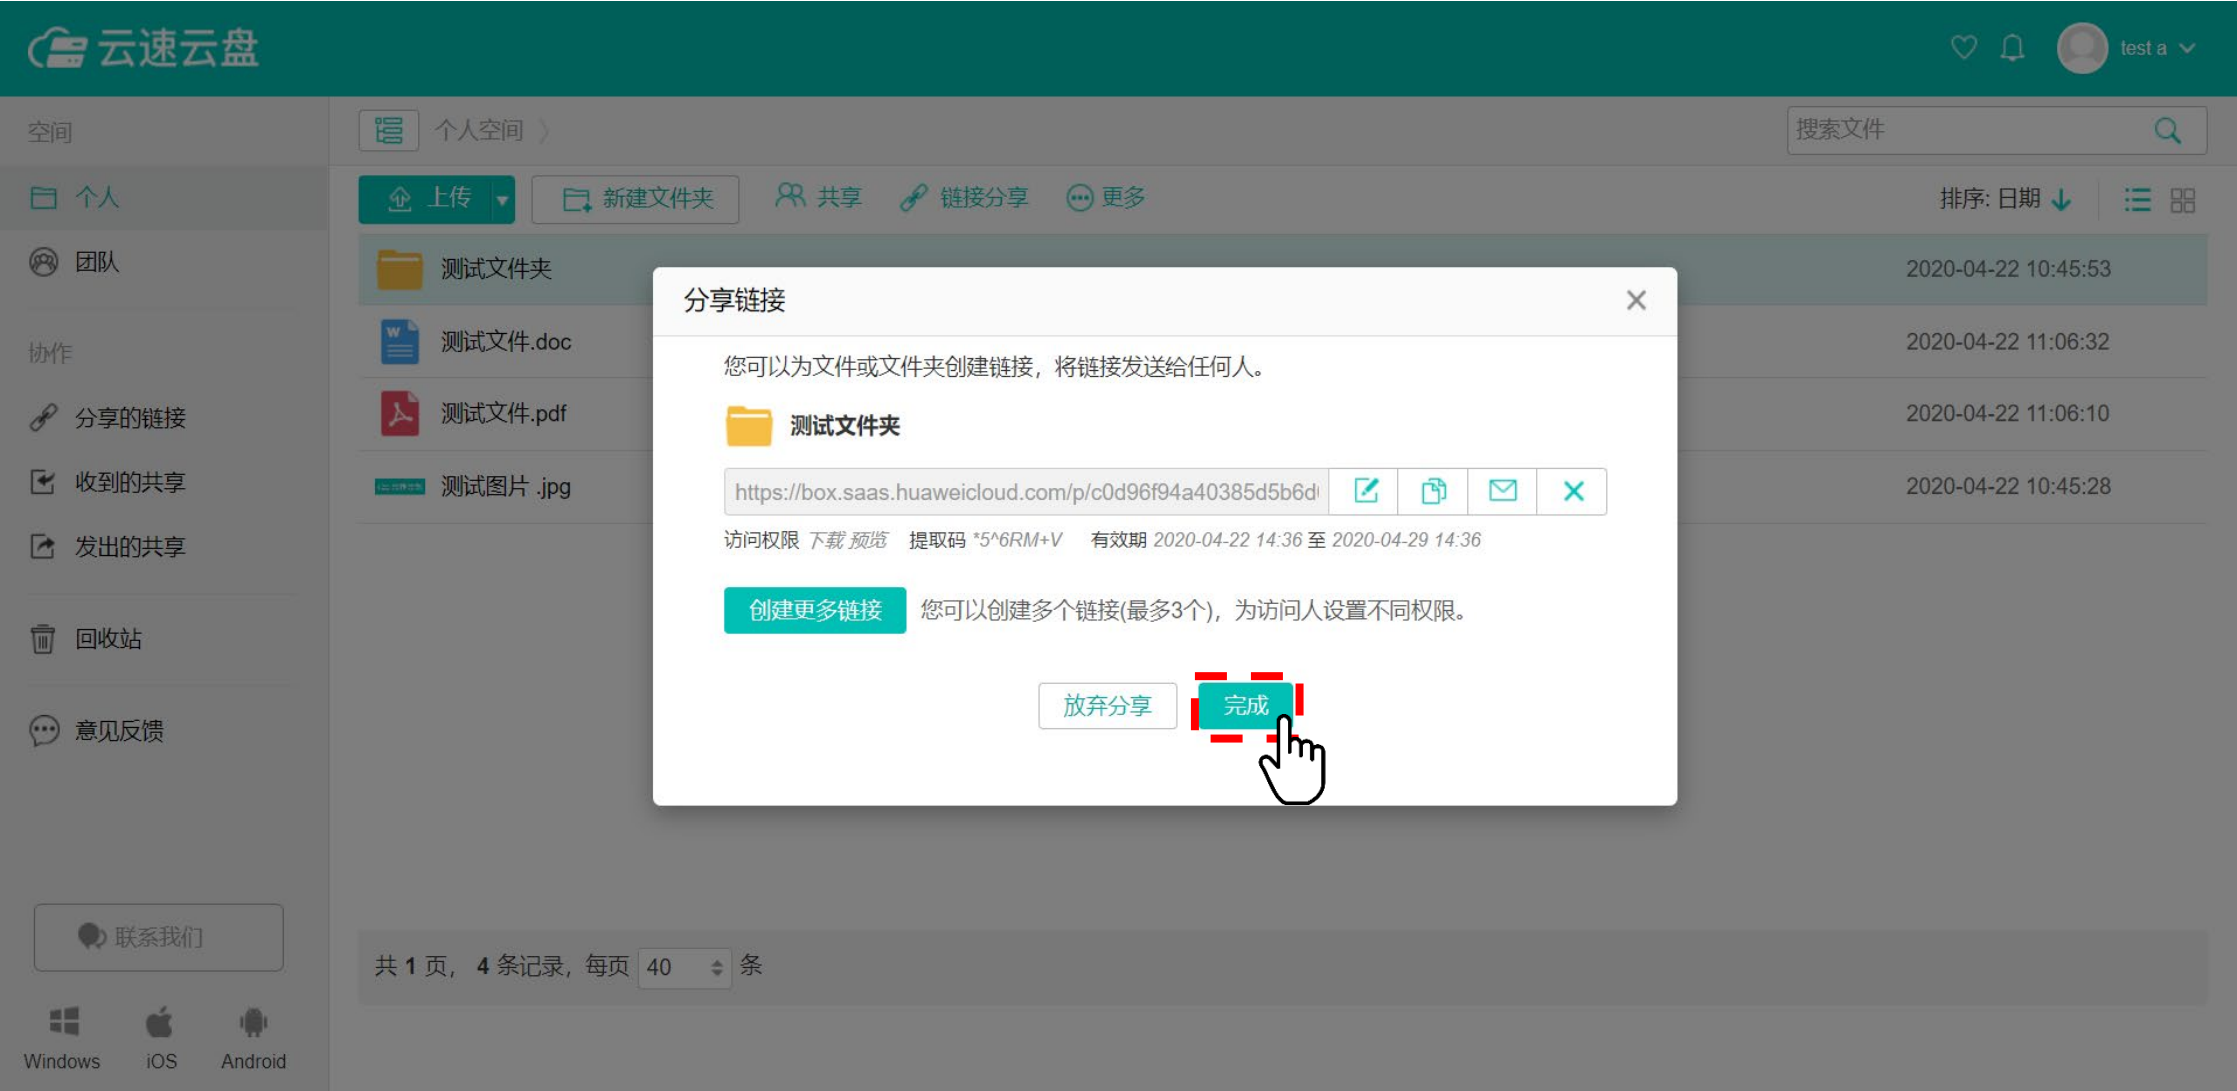 云速云盘
test a
空间
个人空间
搜索文件
个人
上传
新建文件夹
共享
链接分享
更多
排序: 日期
团队
测试文件夹
2020-04-22 10:45:53
测试文件.doc
2020-04-22 11:06:32
测试文件.pdf
2020-04-22 11:06:10
测试图片 .jpg
2020-04-22 10:45:28
协作
分享的链接
收到的共享
发出的共享
回收站
意见反馈
联系我们
Windows
iOS
Android
分享链接
您可以为文件或文件夹创建链接，将链接发送给任何人。
测试文件夹
https://box.saas.huaweicloud.com/p/c0d96f94a40385d5b6d
访问权限 下载 预览 提取码 *5^6RM+V 有效期 2020-04-22 14:36 至 2020-04-29 14:36
创建更多链接 您可以创建多个链接(最多3个)，为访问人设置不同权限。
放弃分享
完成
共 1 页， 4 条记录，每页 40 条